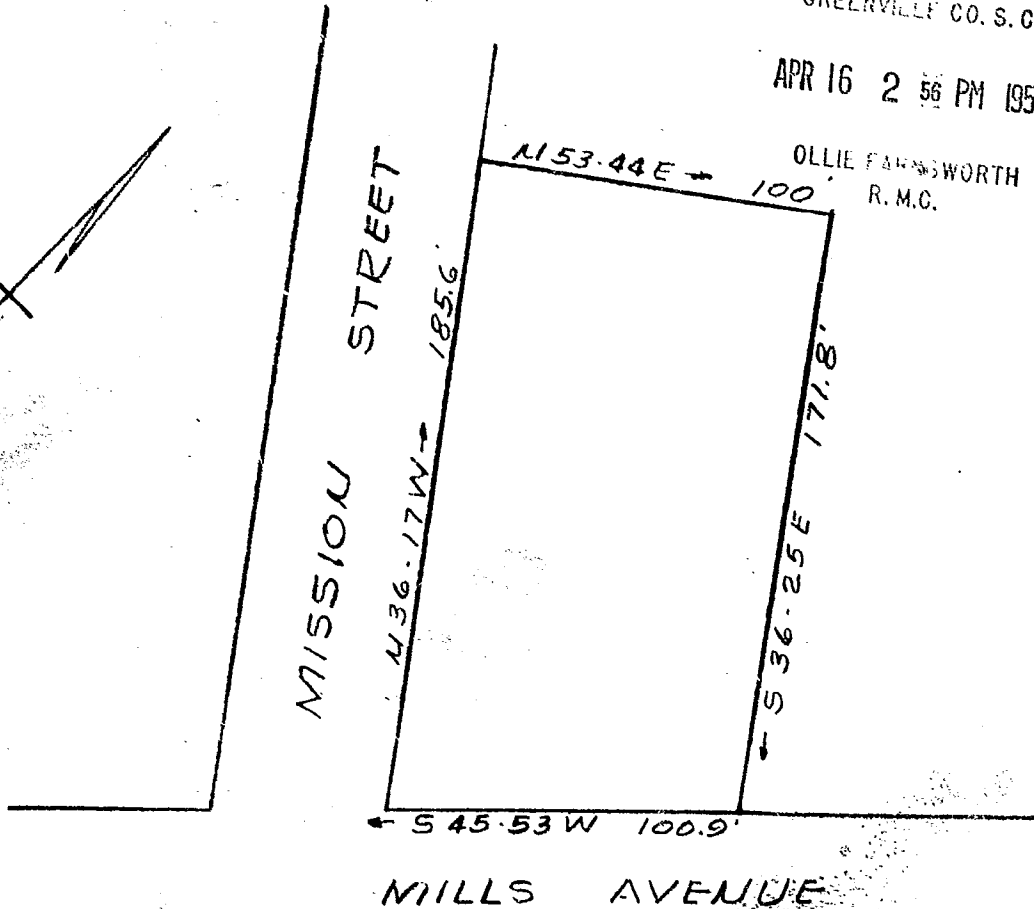 GREENVILLE CO. S. C.
APR 16 2 56 PM 195
OLLIE FARNSWORTH
R. M. C.
N 53-44 E 100'
MISSION STREET
N 36-17 W 185.6'
S 36-25 E 171.8'
S 45-53 W 100.9'
MILLS AVENUE